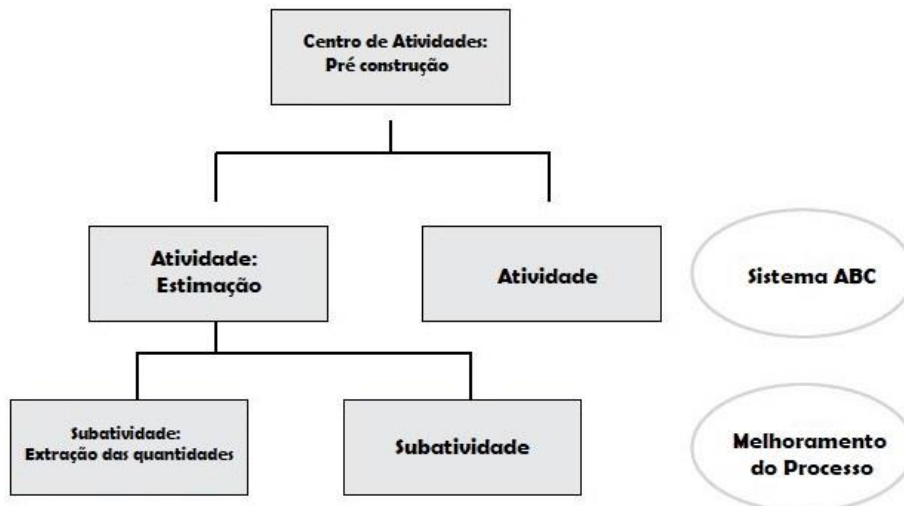 Centro de Atividades:
Pré construção
Atividade:
Estimação
Atividade
Sistema ABC
Subatividade:
Extração das quantidades
Subatividade
Melhoramento
do Processo